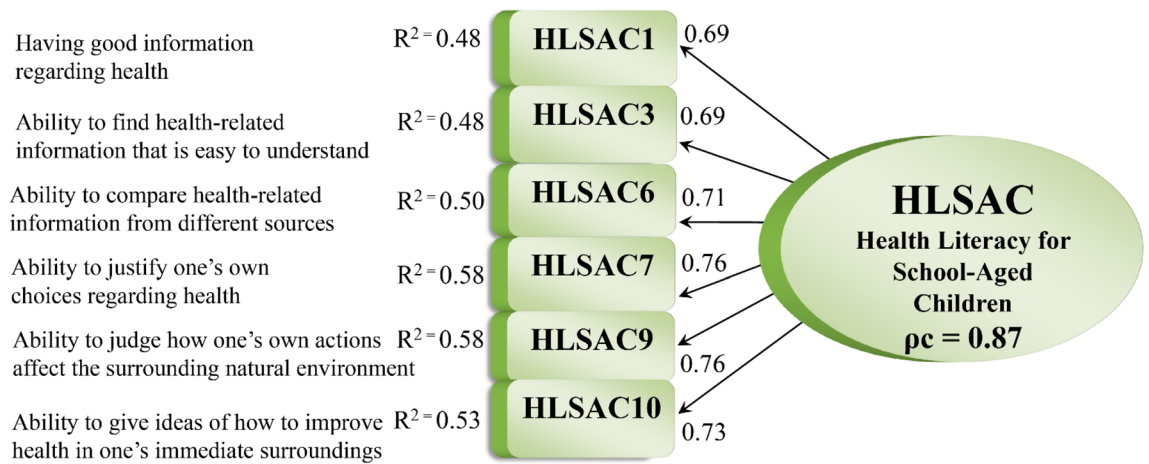 Having good information
regarding health
R² = 0.48
HLSAC1
0.69
Ability to find health-related
information that is easy to understand
R² = 0.48
HLSAC3
0.69
Ability to compare health-related
information from different sources
R² = 0.50
HLSAC6
0.71
Ability to justify one’s own
choices regarding health
R² = 0.58
HLSAC7
0.76
Ability to judge how one’s own actions
affect the surrounding natural environment
R² = 0.58
HLSAC9
0.76
Ability to give ideas of how to improve
health in one’s immediate surroundings
R² = 0.53
HLSAC10
0.73
HLSAC
Health Literacy for
School-Aged
Children
ρc = 0.87